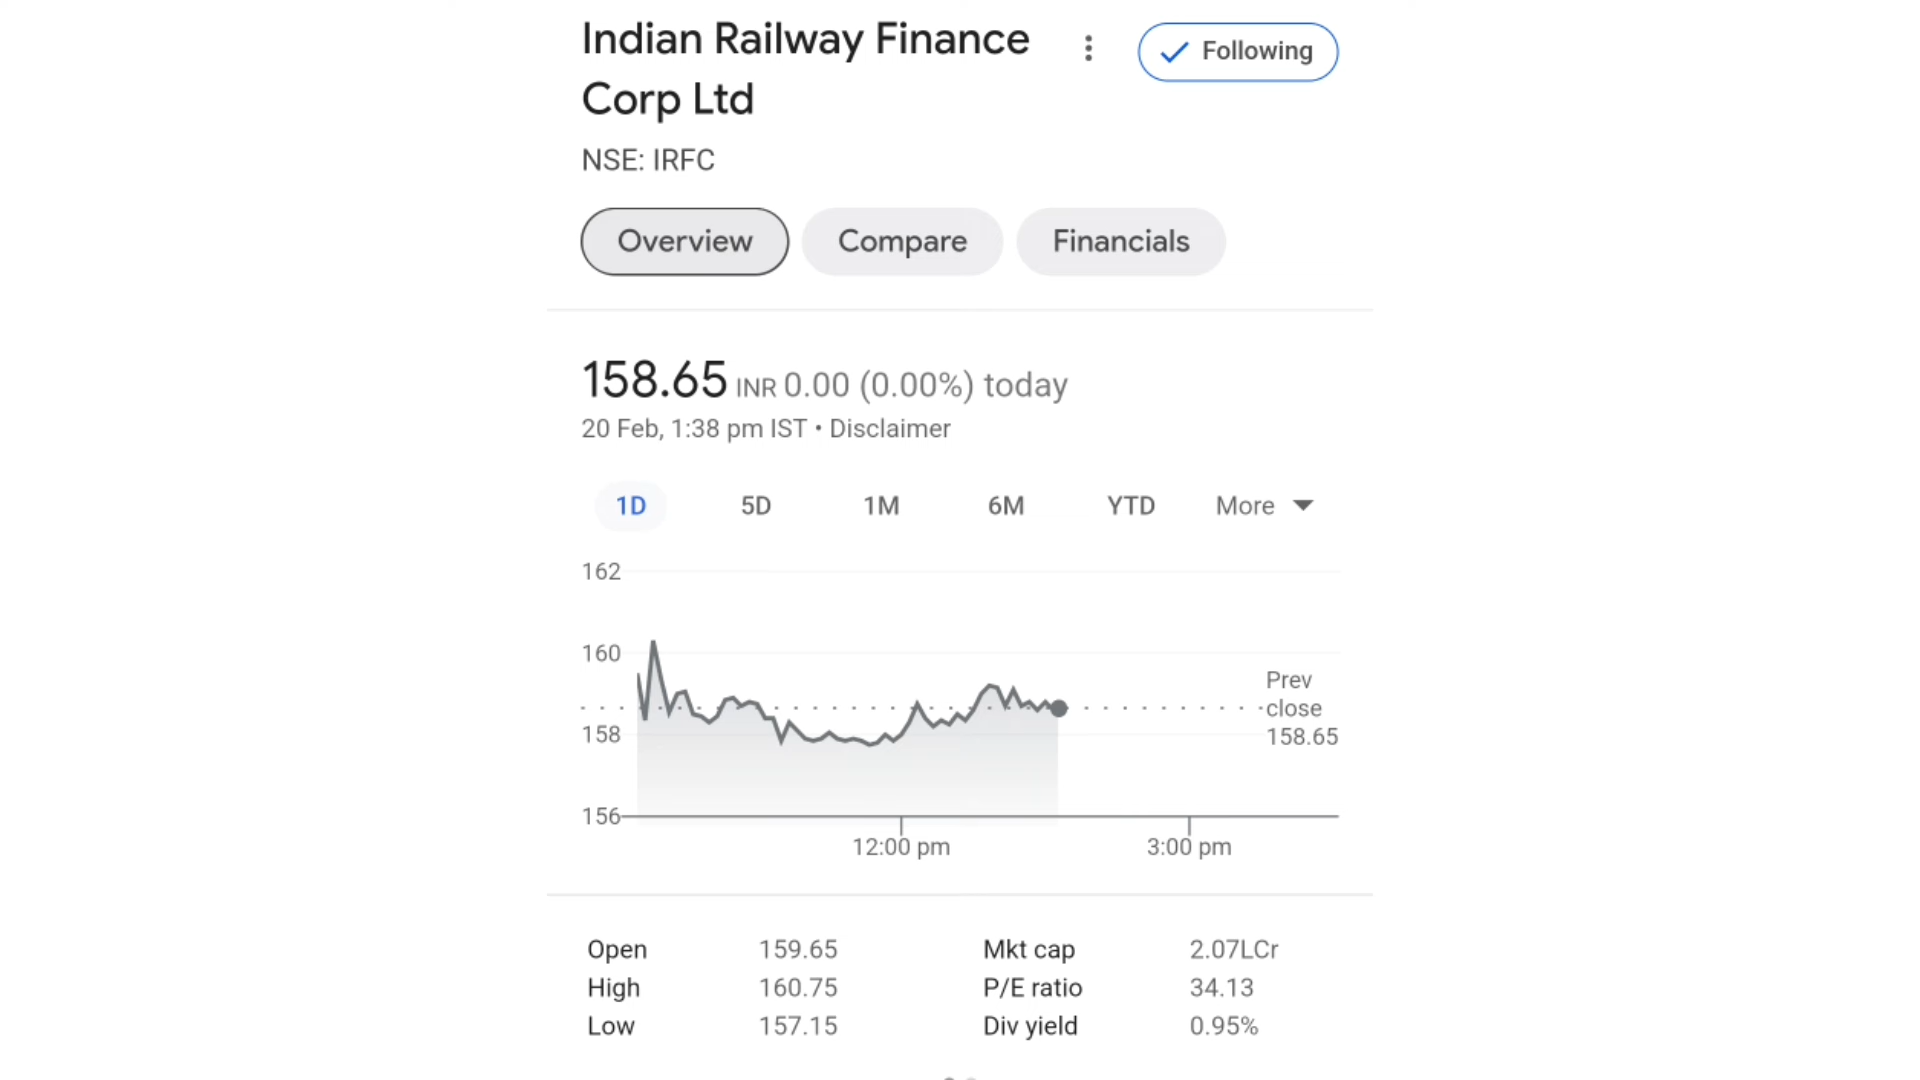 Indian Railway Finance
Corp Ltd
Following
NSE: IRFC
Overview
Compare
Financials
158.65 INR 0.00 (0.00%) today
20 Feb, 1:38 pm IST • Disclaimer
1D 5D 1M 6M YTD More
162
160
158
156
Prev
close
158.65
12:00 pm
3:00 pm
Open 159.65 Mkt cap 2.07LCr
High 160.75 P/E ratio 34.13
Low 157.15 Div yield 0.95%